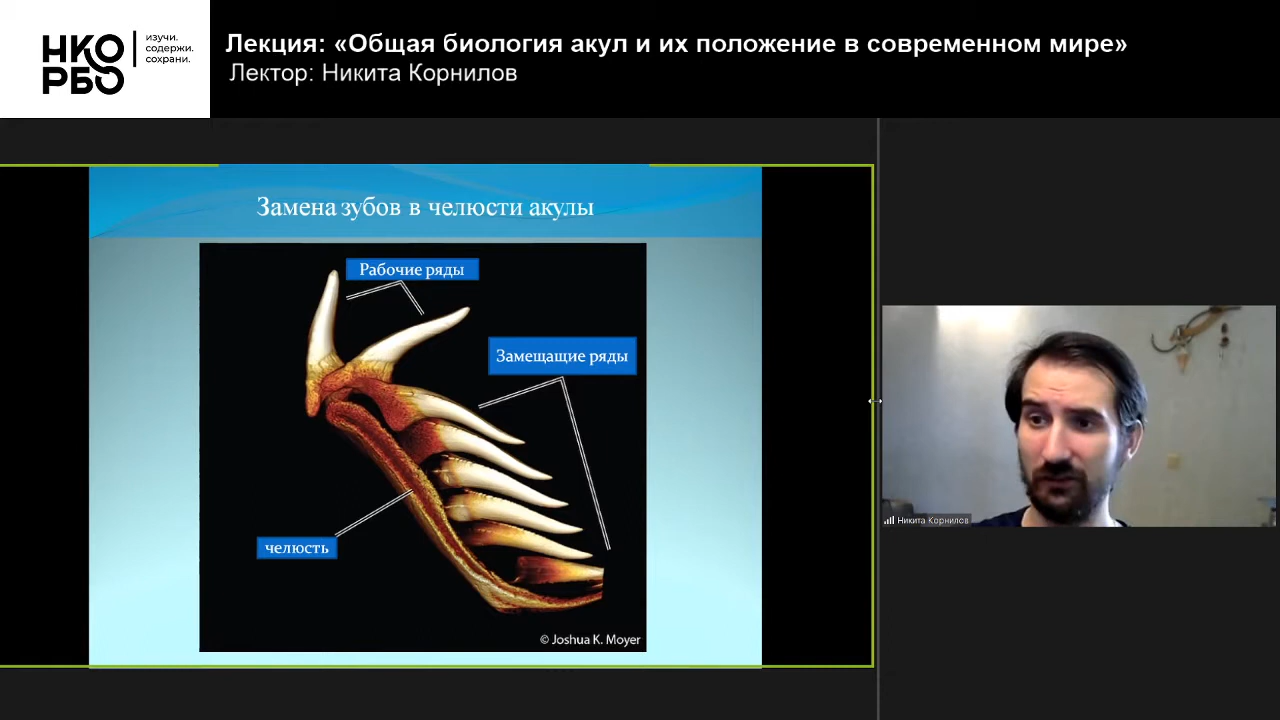 НКО
РБО
изучи.
содержи.
сохрани.
Лекция: «Общая биология акул и их положение в современном мире»
Лектор: Никита Корнилов
Замена зубов в челюсти акулы
Рабочие ряды
Замещащие ряды
челюсть
© Joshua K. Moyer
Никита Корнилов